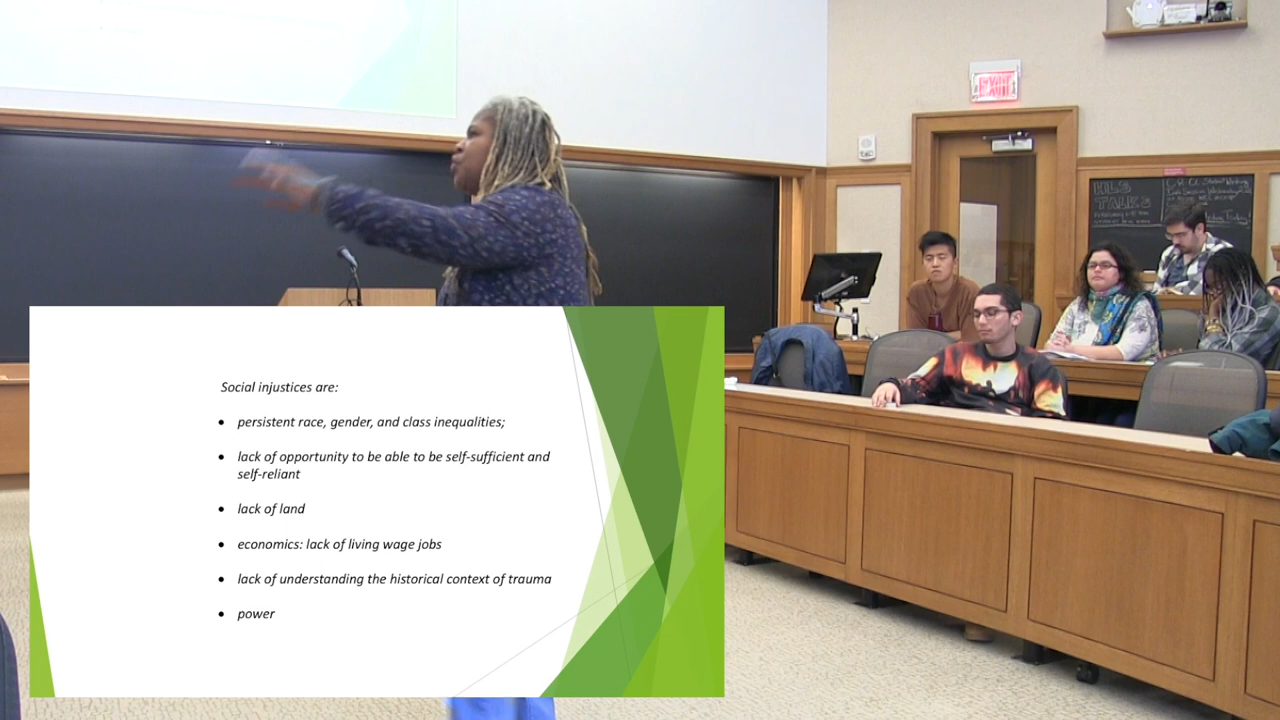 HLS
TALKS
Social injustices are:
• persistent race, gender, and class inequalities;
• lack of opportunity to be able to be self-sufficient and
self-reliant
• lack of land
• economics: lack of living wage jobs
• lack of understanding the historical context of trauma
• power